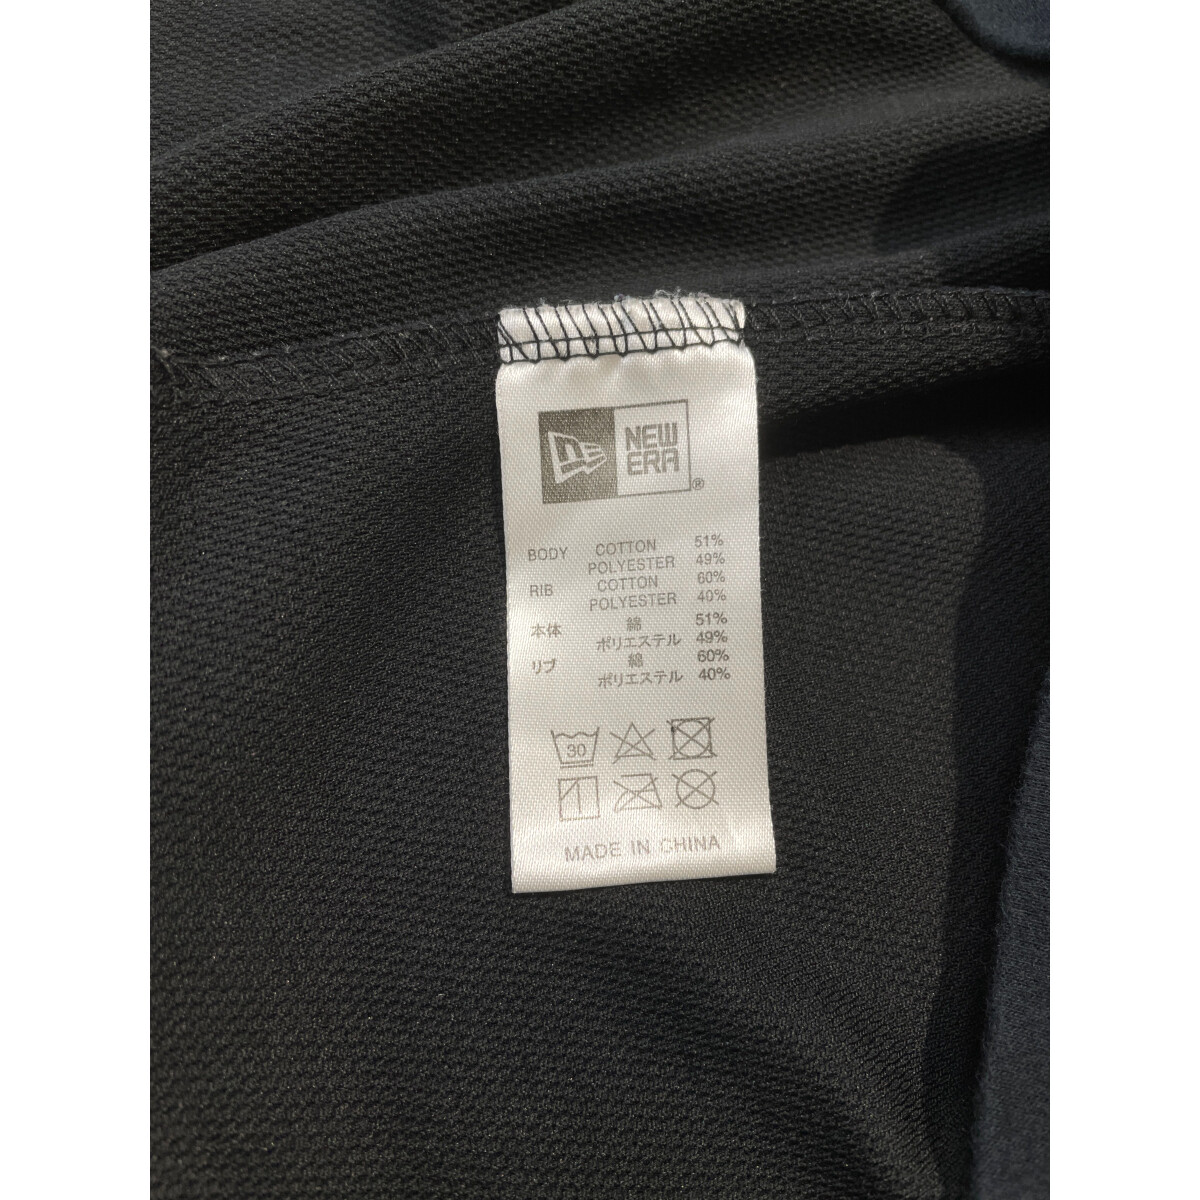 NEW
ERA
®
BODY COTTON 51%
POLYESTER 49%
RIB COTTON 60%
POLYESTER 40%
本体 綿 51%
ポリエステル 49%
リブ 綿 60%
ポリエステル 40%
30
MADE IN CHINA